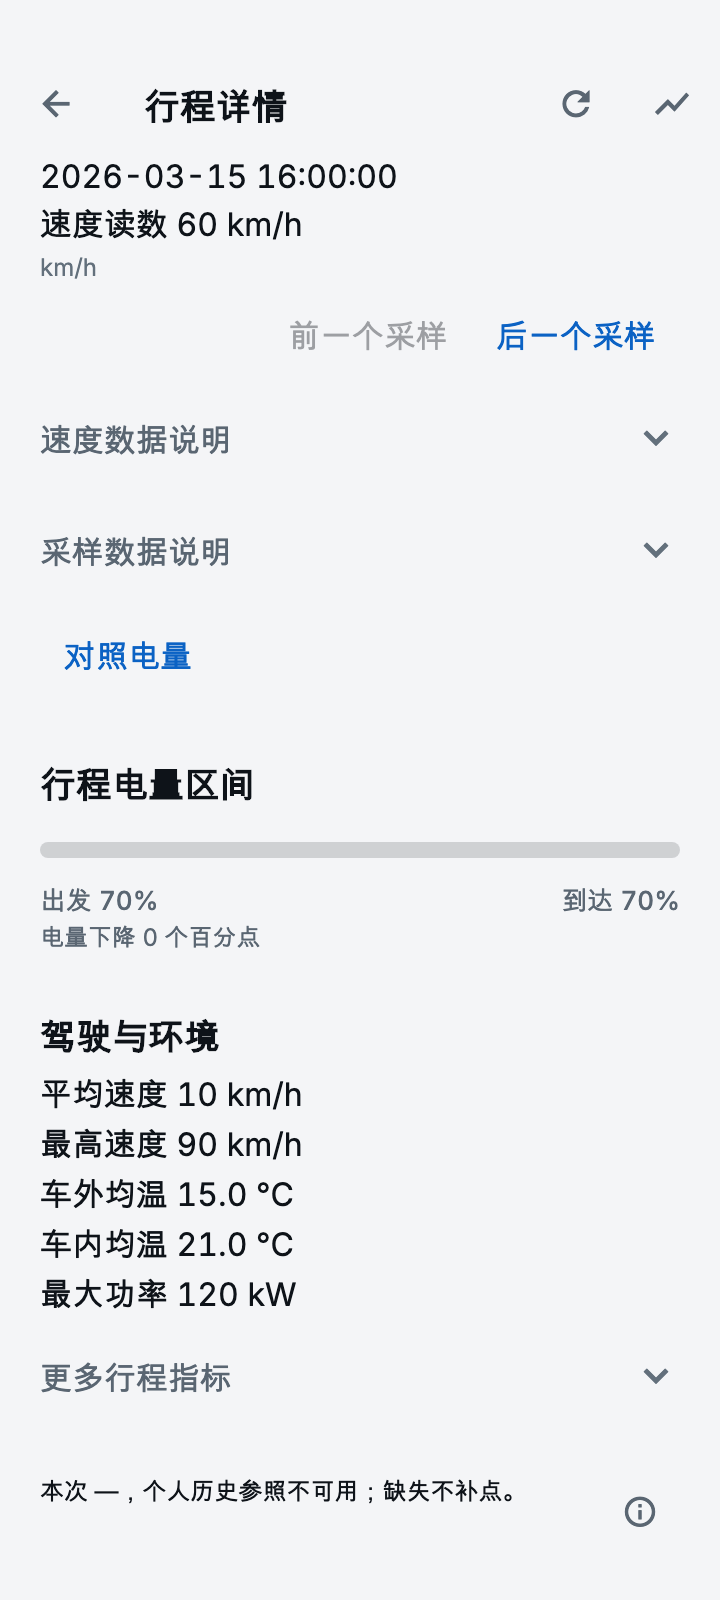 行程详情
2026-03-15 16:00:00
速度读数 60 km/h
km/h
前一个采样 后一个采样
速度数据说明
采样数据说明
对照电量
行程电量区间
出发 70% 到达 70%
电量下降 0 个百分点
驾驶与环境
平均速度 10 km/h
最高速度 90 km/h
车外均温 15.0 °C
车内均温 21.0 °C
最大功率 120 kW
更多行程指标
本次 —，个人历史参照不可用；缺失不补点。